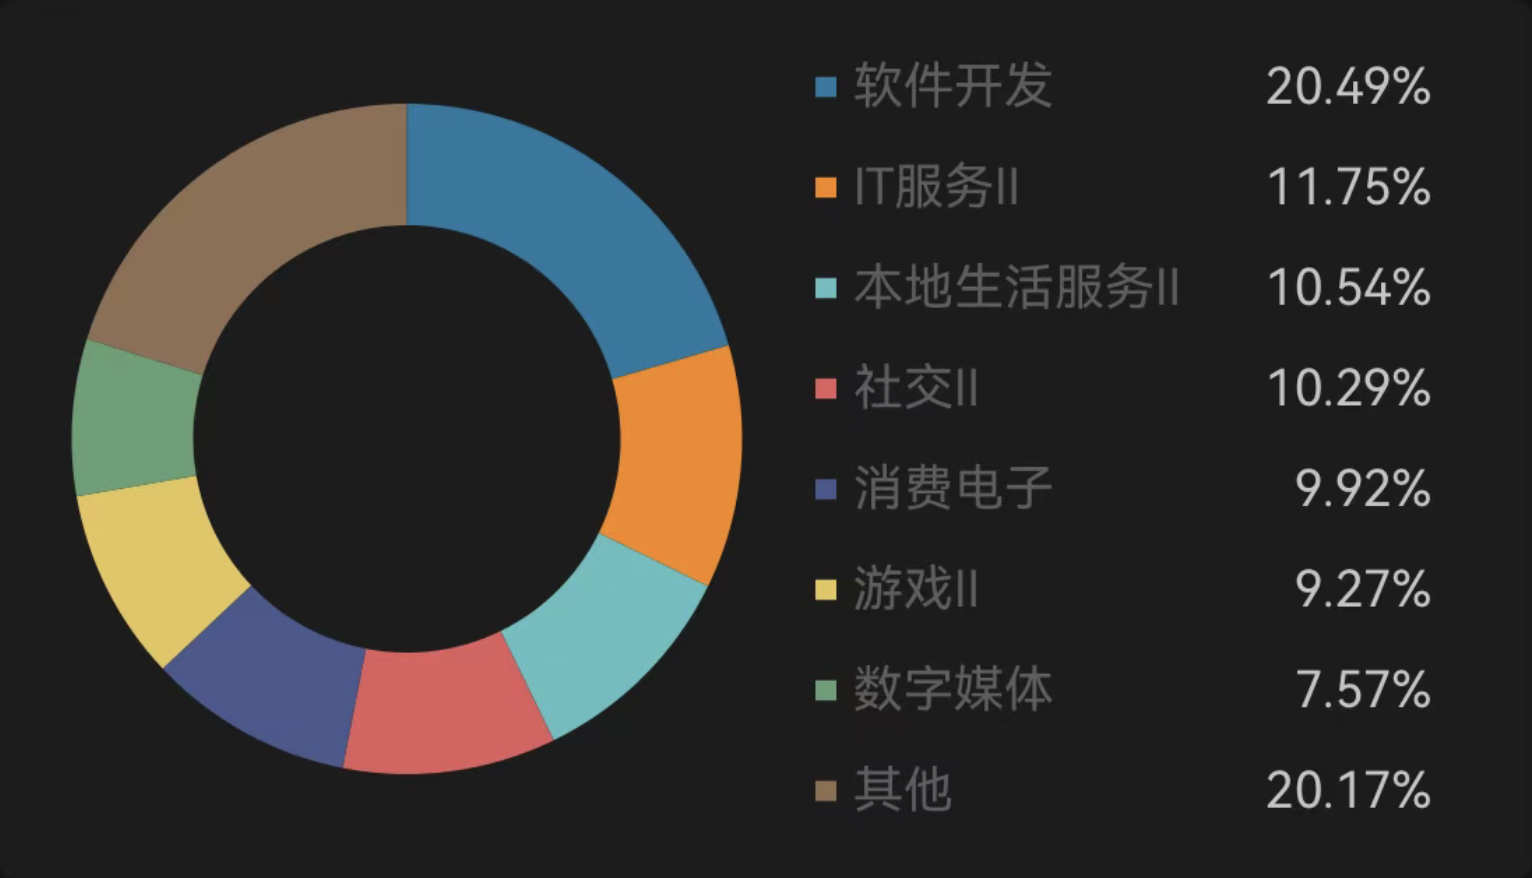 软件开发 20.49%
IT服务II 11.75%
本地生活服务II 10.54%
社交II 10.29%
消费电子 9.92%
游戏II 9.27%
数字媒体 7.57%
其他 20.17%